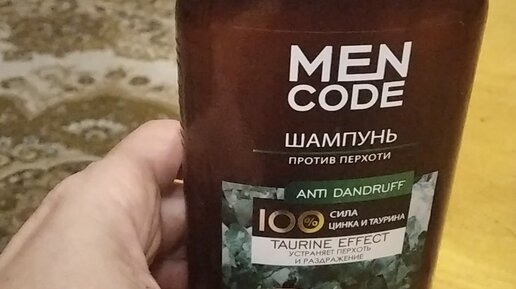 MEN
CODE
ШАМПУНЬ
ПРОТИВ ПЕРХОТИ
ANTI DANDRUFF
100%
СИЛА
ЦИНКА И ТАУРИНА
TAURINE EFFECT
УСТРАНЯЕТ ПЕРХОТЬ
И РАЗДРАЖЕНИЕ